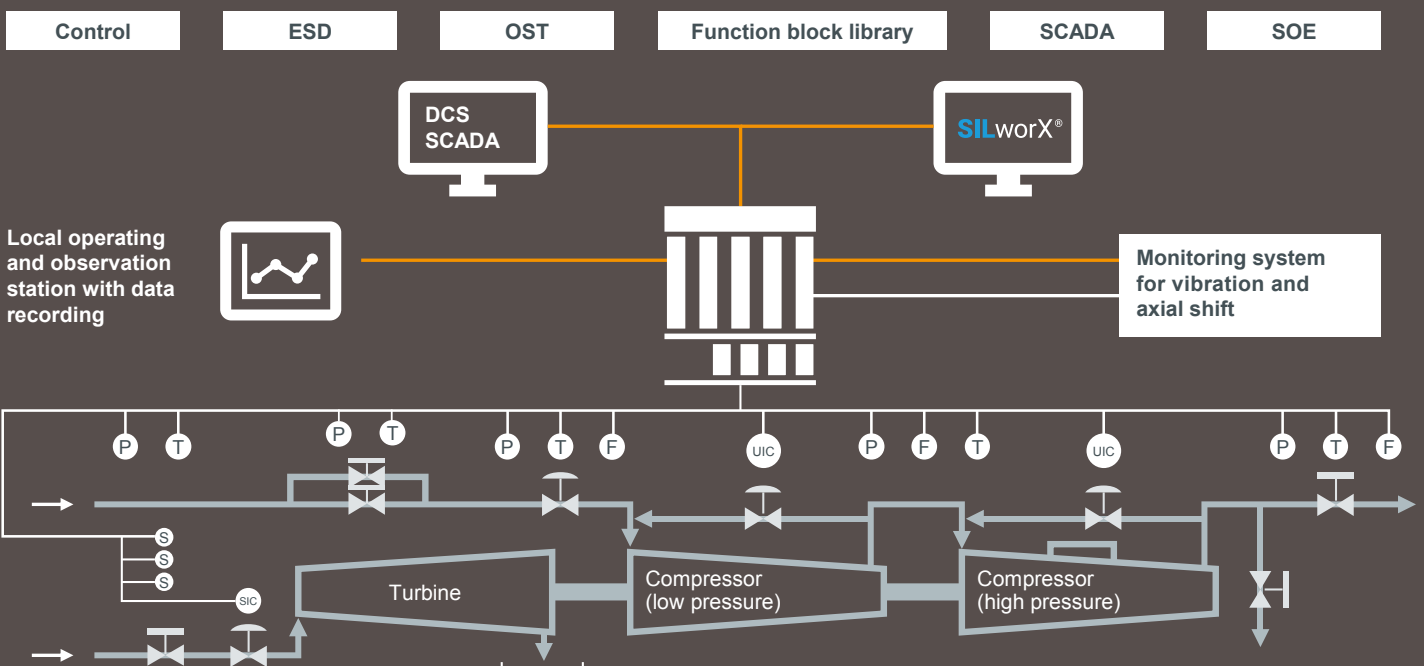 Control
ESD
OST
Function block library
SCADA
SOE
DCS
SCADA
SILworX®
Local operating
and observation
station with data
recording
Monitoring system
for vibration and
axial shift
P
T
P
T
P
T
F
UIC
P
F
T
UIC
P
T
F
S
S
S
SIC
Turbine
Compressor
(low pressure)
Compressor
(high pressure)